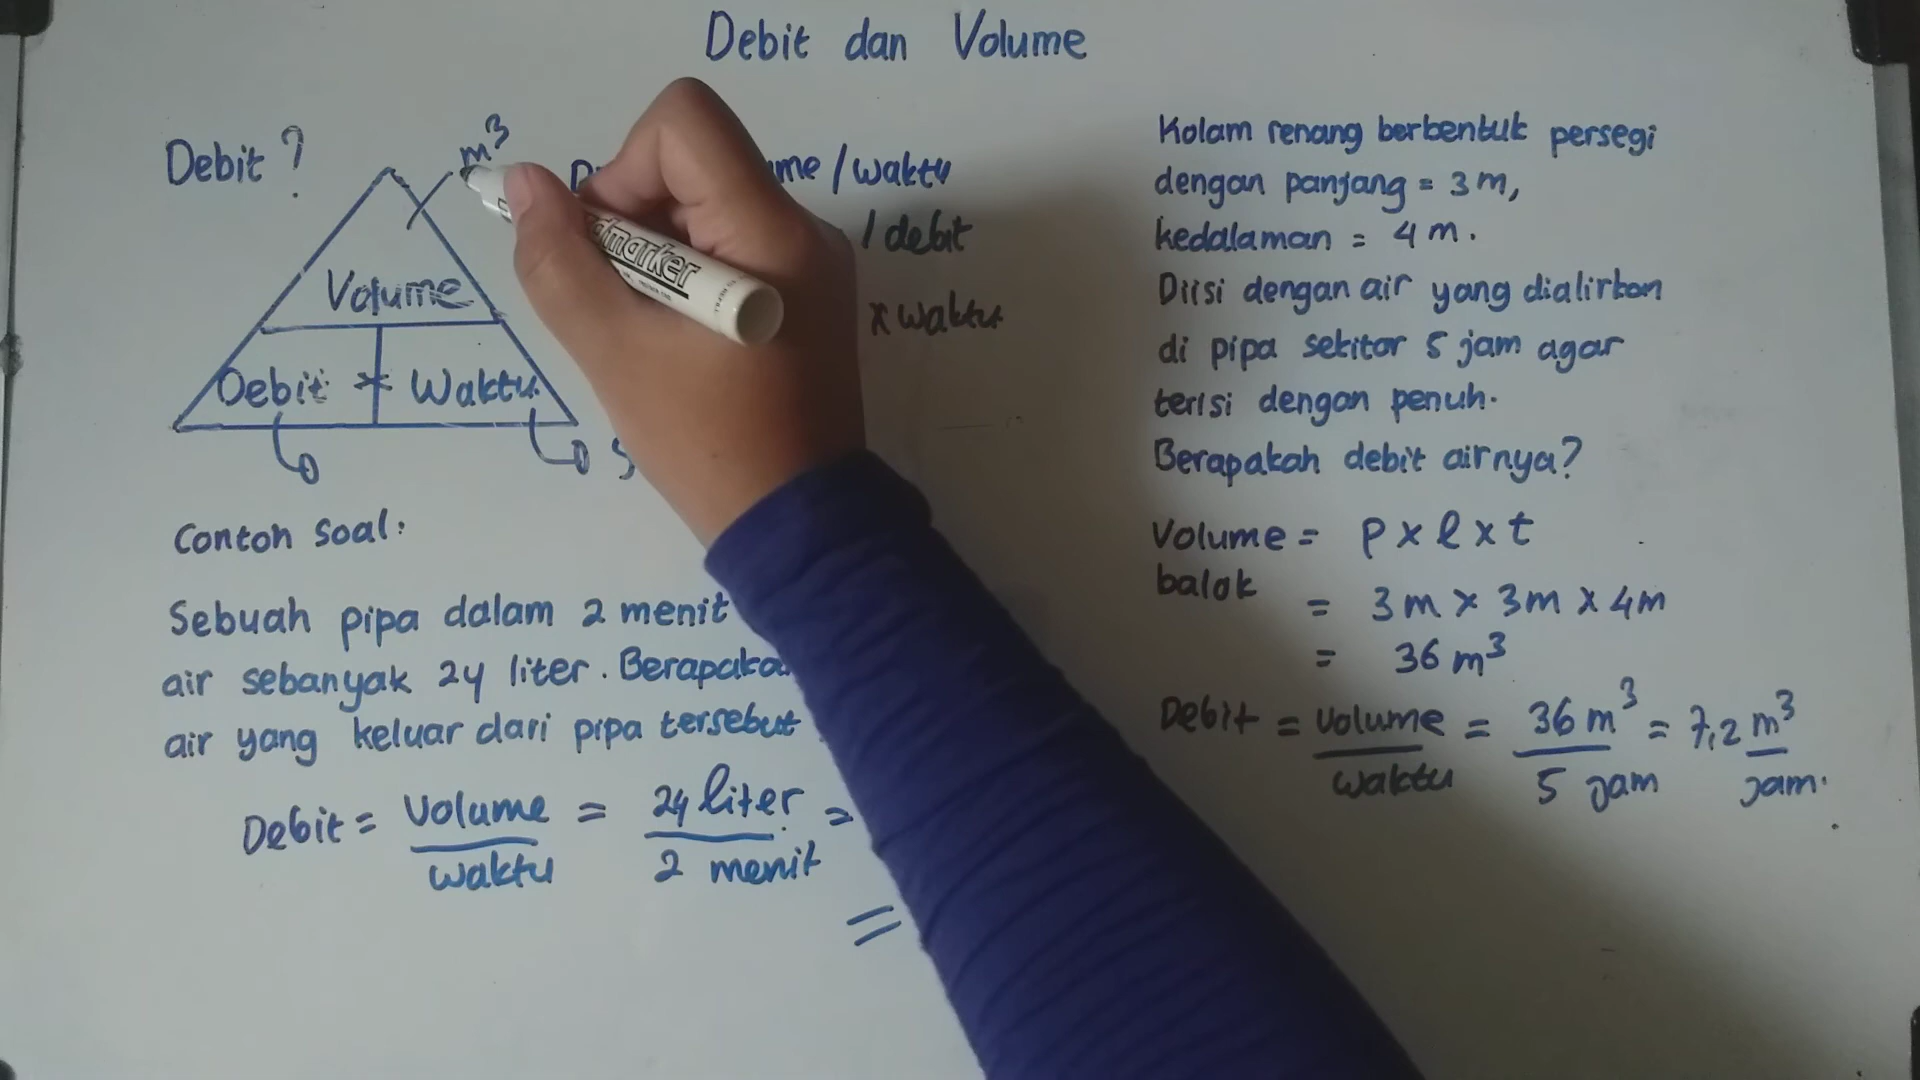 Debit dan Volume
Debit ?
m³
Volume
Debit * Waktu
/ waktu
/ debit
x waktu
Contoh soal:
Sebuah pipa dalam 2 menit
air sebanyak 24 liter.
air yang keluar dari pipa tersebut
Debit = Volume / waktu = 24 liter / 2 menit =
=
Kolam renang berbentuk persegi
dengan panjang = 3 m,
kedalaman = 4 m.
Diisi dengan air yang dialirkan
di pipa sekitar 5 jam agar
terisi dengan penuh.
Berapakah debit airnya?
Volume = p x l x t
balok
= 3 m x 3 m x 4 m
= 36 m³
Debit = volume / waktu = 36 m³ / 5 jam = 7,2 m³ / jam.
admarker